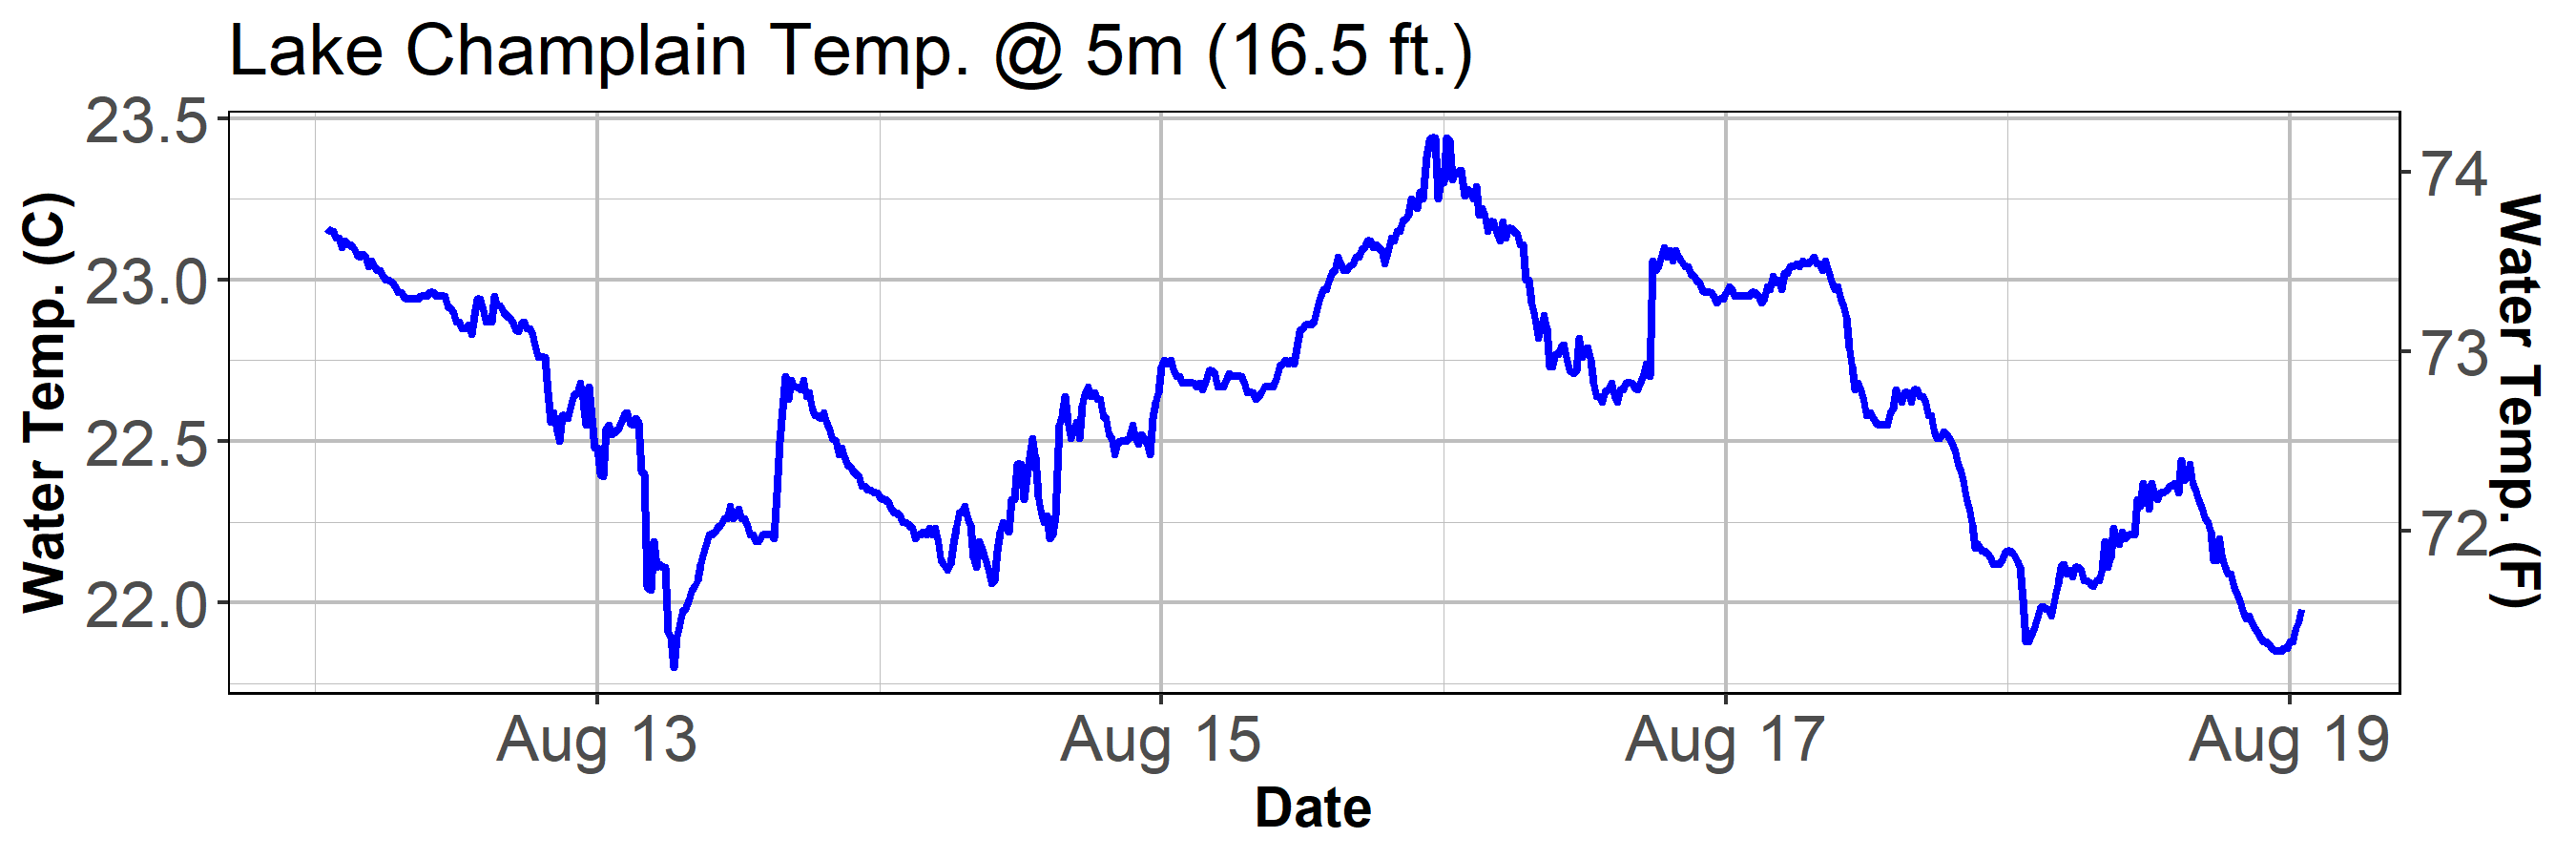 Lake Champlain Temp. @ 5m (16.5 ft.)
Water Temp. (C)
23.5
23.0
22.5
22.0
74
73
72
Water Temp. (F)
Aug 13 Aug 15 Aug 17 Aug 19
Date